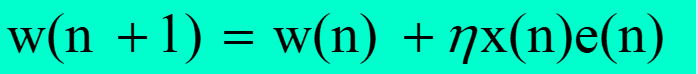 w(n + 1) = w(n) + ηx(n)e(n)